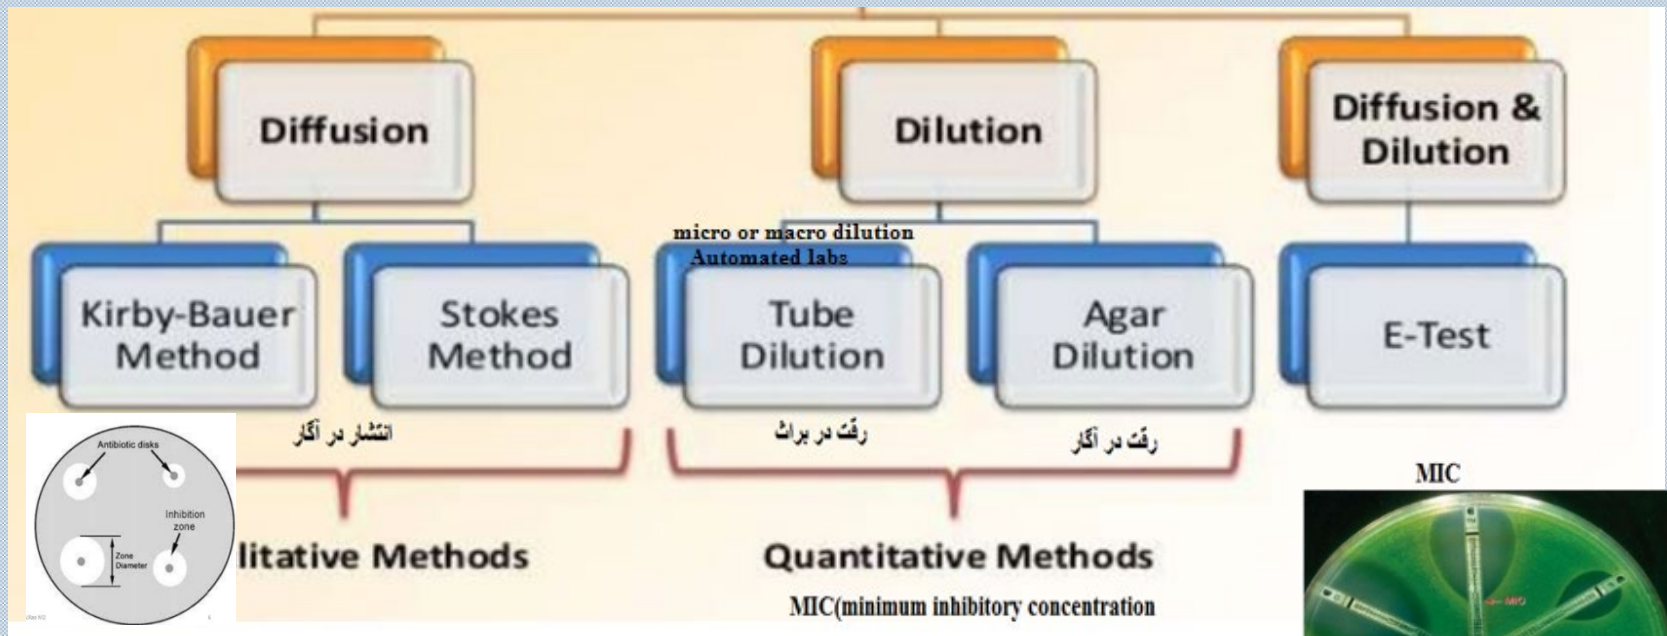 Diffusion
Dilution
Diffusion &
Dilution
micro or macro dilution
Automated labs
Kirby-Bauer
Method
Stokes
Method
Tube
Dilution
Agar
Dilution
E-Test
انتشار در آگار
رقت در براث
رقت در آگار
MIC
Antibiotic disks
Inhibition
zone
Zone
Diameter
litative Methods
Quantitative Methods
MIC(minimum inhibitory concentration
MIC